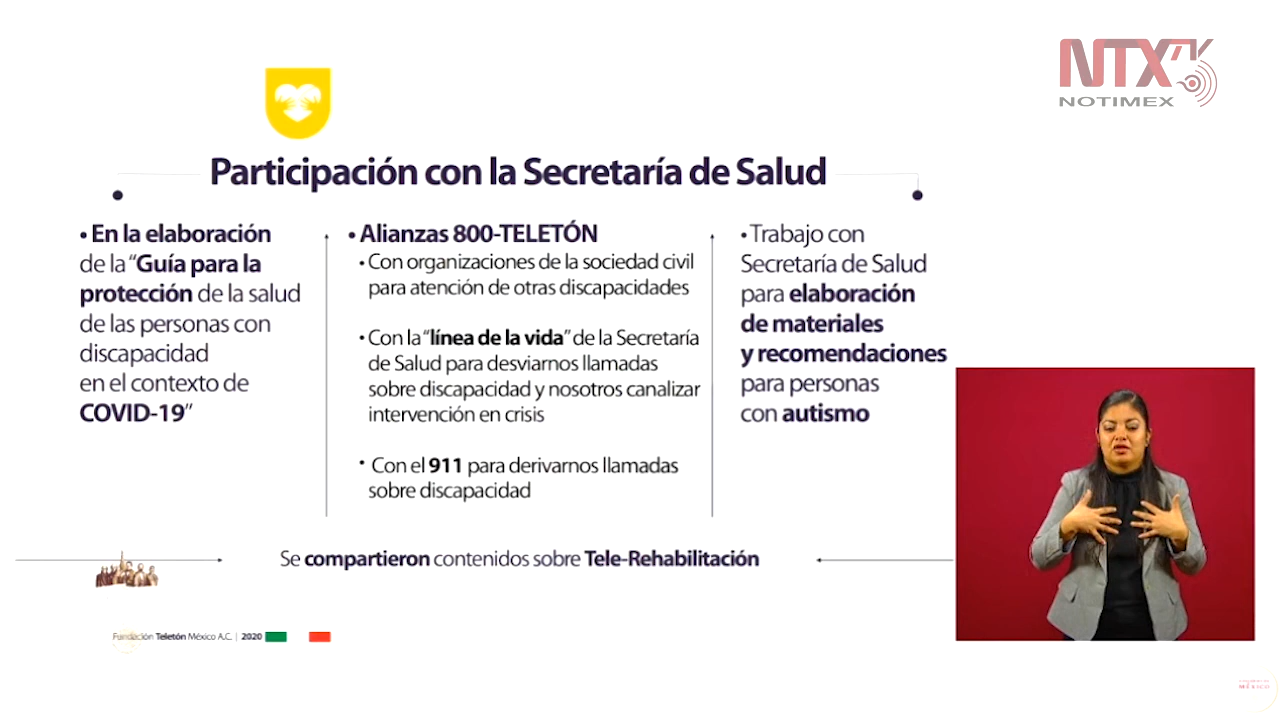 NTX
NOTIMEX
Participación con la Secretaría de Salud
• En la elaboración
de la “Guía para la
protección de la salud
de las personas con
discapacidad
en el contexto de
COVID-19”
• Alianzas 800-TELETÓN
• Con organizaciones de la sociedad civil
para atención de otras discapacidades
• Con la “línea de la vida” de la Secretaría
de Salud para desviarnos llamadas
sobre discapacidad y nosotros canalizar
intervención en crisis
• Con el 911 para derivarnos llamadas
sobre discapacidad
• Trabajo con
Secretaría de Salud
para elaboración
de materiales
y recomendaciones
para personas
con autismo
Se compartieron contenidos sobre Tele-Rehabilitación
Fundación Teletón México A.C. | 2020
MÉXICO